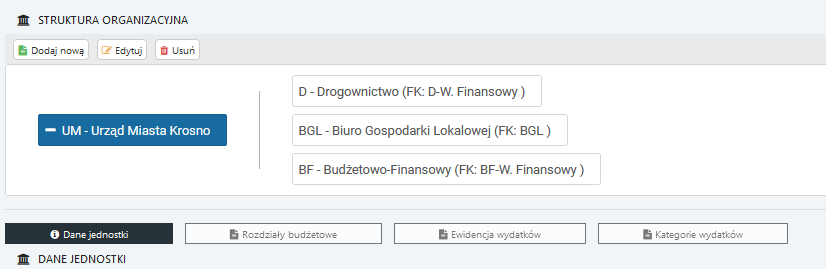 STRUKTURA ORGANIZACYJNA
Dodaj nową Edytuj Usuń
D - Drogownictwo (FK: D-W. Finansowy )
UM - Urząd Miasta Krosno
BGL - Biuro Gospodarki Lokalowej (FK: BGL )
BF - Budżetowo-Finansowy (FK: BF-W. Finansowy )
Dane jednostki Rozdziały budżetowe Ewidencja wydatków Kategorie wydatków
DANE JEDNOSTKI